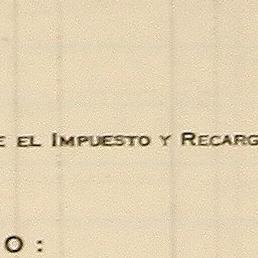 E EL IMPUESTO Y RECARG
O :